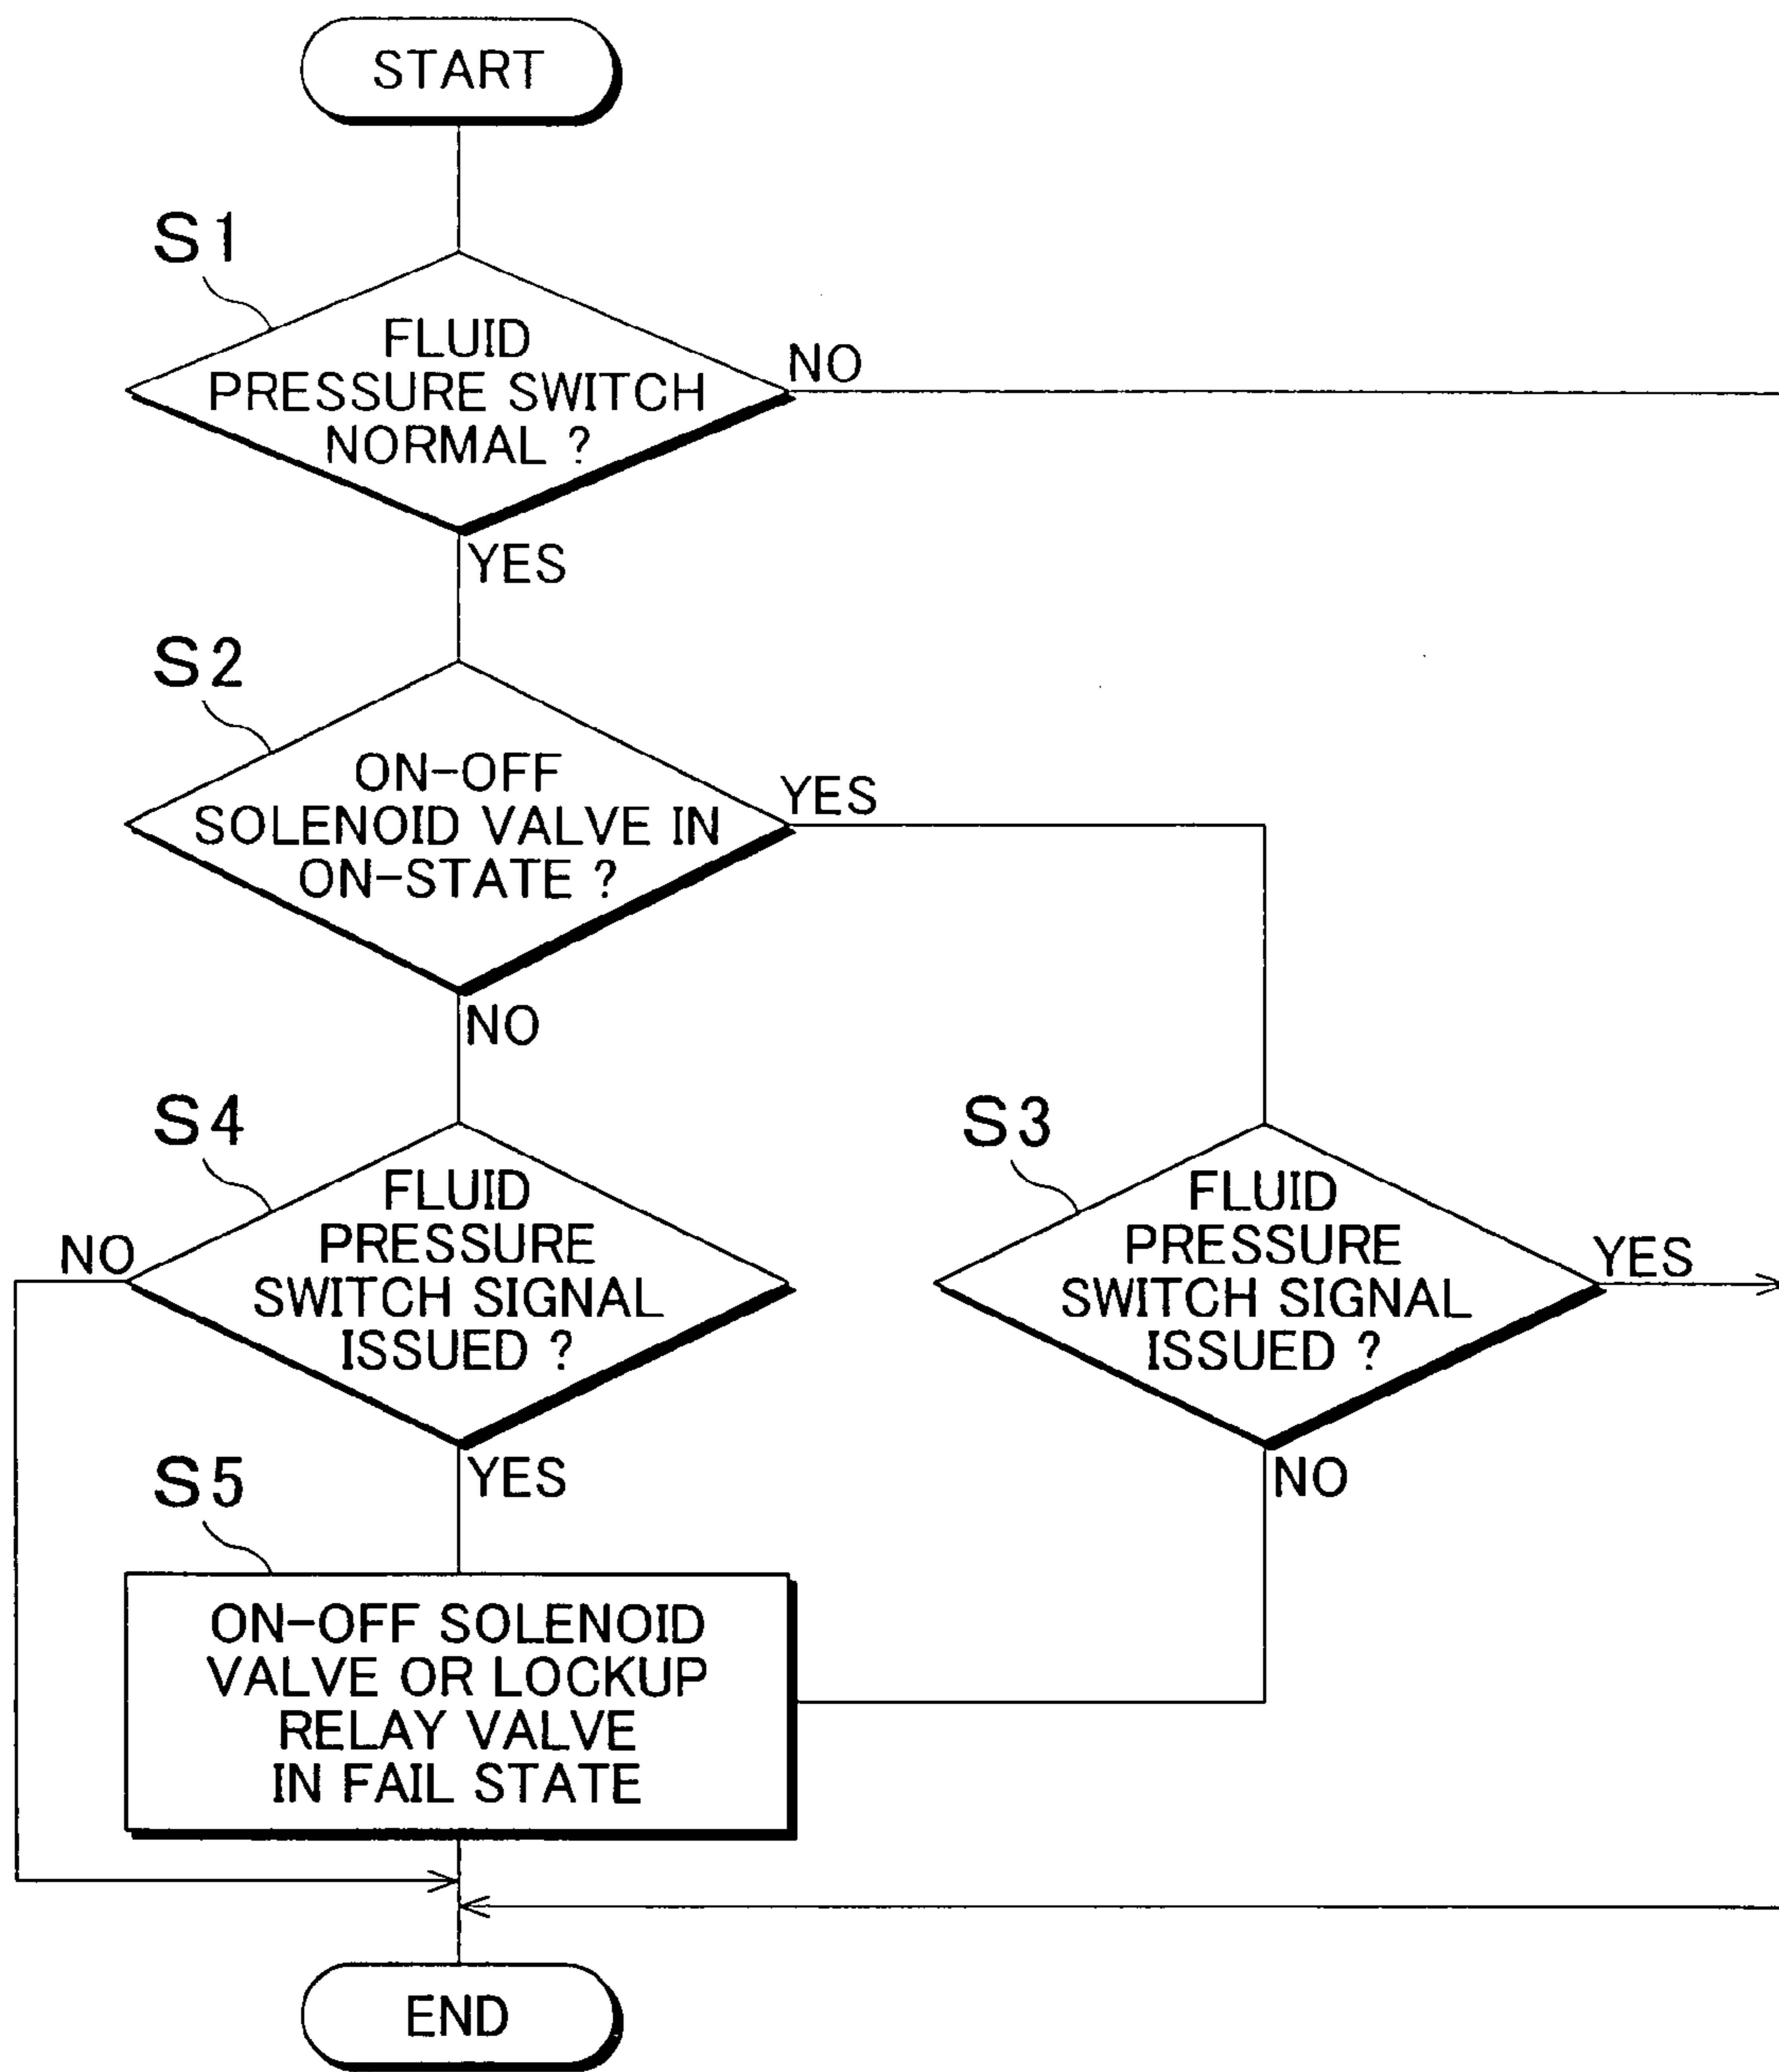 START
S1
FLUID
PRESSURE SWITCH
NORMAL ?
NO
YES
S2
ON-OFF
SOLENOID VALVE IN
ON-STATE ?
YES
NO
S4
FLUID
PRESSURE
SWITCH SIGNAL
ISSUED ?
NO
YES
S3
FLUID
PRESSURE
SWITCH SIGNAL
ISSUED ?
YES
NO
S5
ON-OFF SOLENOID
VALVE OR LOCKUP
RELAY VALVE
IN FAIL STATE
END